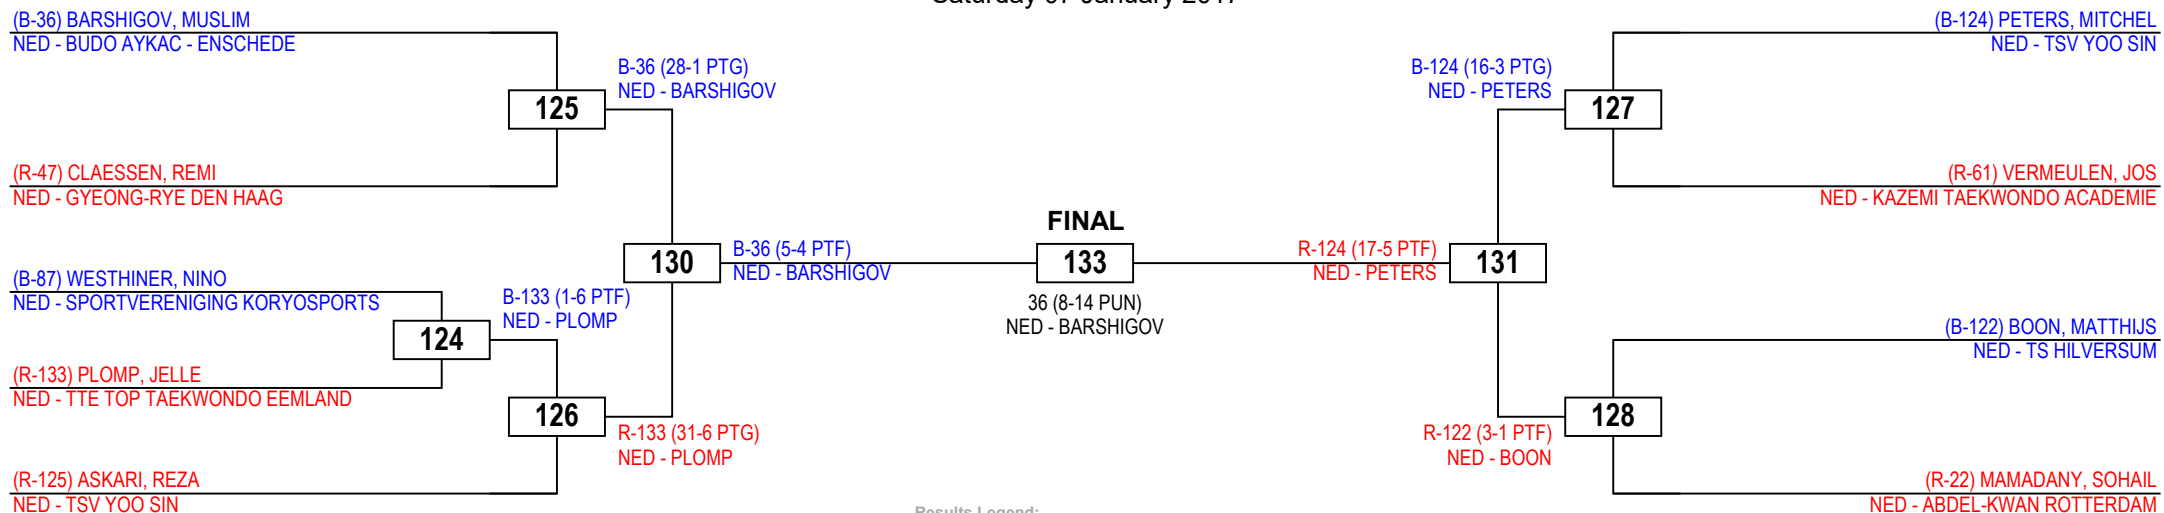 Saturday 07 January 2017
(B-36) BARSHIGOV, MUSLIM
NED - BUDO AYKAC - ENSCHEDE
B-36 (28-1 PTG)
NED - BARSHIGOV
125
(R-47) CLAESSEN, REMI
NED - GYEONG-RYE DEN HAAG
130
B-36 (5-4 PTF)
NED - BARSHIGOV
(B-87) WESTHINER, NINO
NED - SPORTVERENIGING KORYOSPORTS
B-133 (1-6 PTF)
NED - PLOMP
124
(R-133) PLOMP, JELLE
NED - TTE TOP TAEKWONDO EEMLAND
126
R-133 (31-6 PTG)
NED - PLOMP
(R-125) ASKARI, REZA
NED - TSV YOO SIN
FINAL
133
36 (8-14 PUN)
NED - BARSHIGOV
(B-124) PETERS, MITCHEL
NED - TSV YOO SIN
B-124 (16-3 PTG)
NED - PETERS
127
(R-61) VERMEULEN, JOS
NED - KAZEMI TAEKWONDO ACADEMIE
R-124 (17-5 PTF)
NED - PETERS
131
(B-122) BOON, MATTHIJS
NED - TS HILVERSUM
128
R-122 (3-1 PTF)
NED - BOON
(R-22) MAMADANY, SOHAIL
NED - ABDEL-KWAN ROTTERDAM
Results Legend: